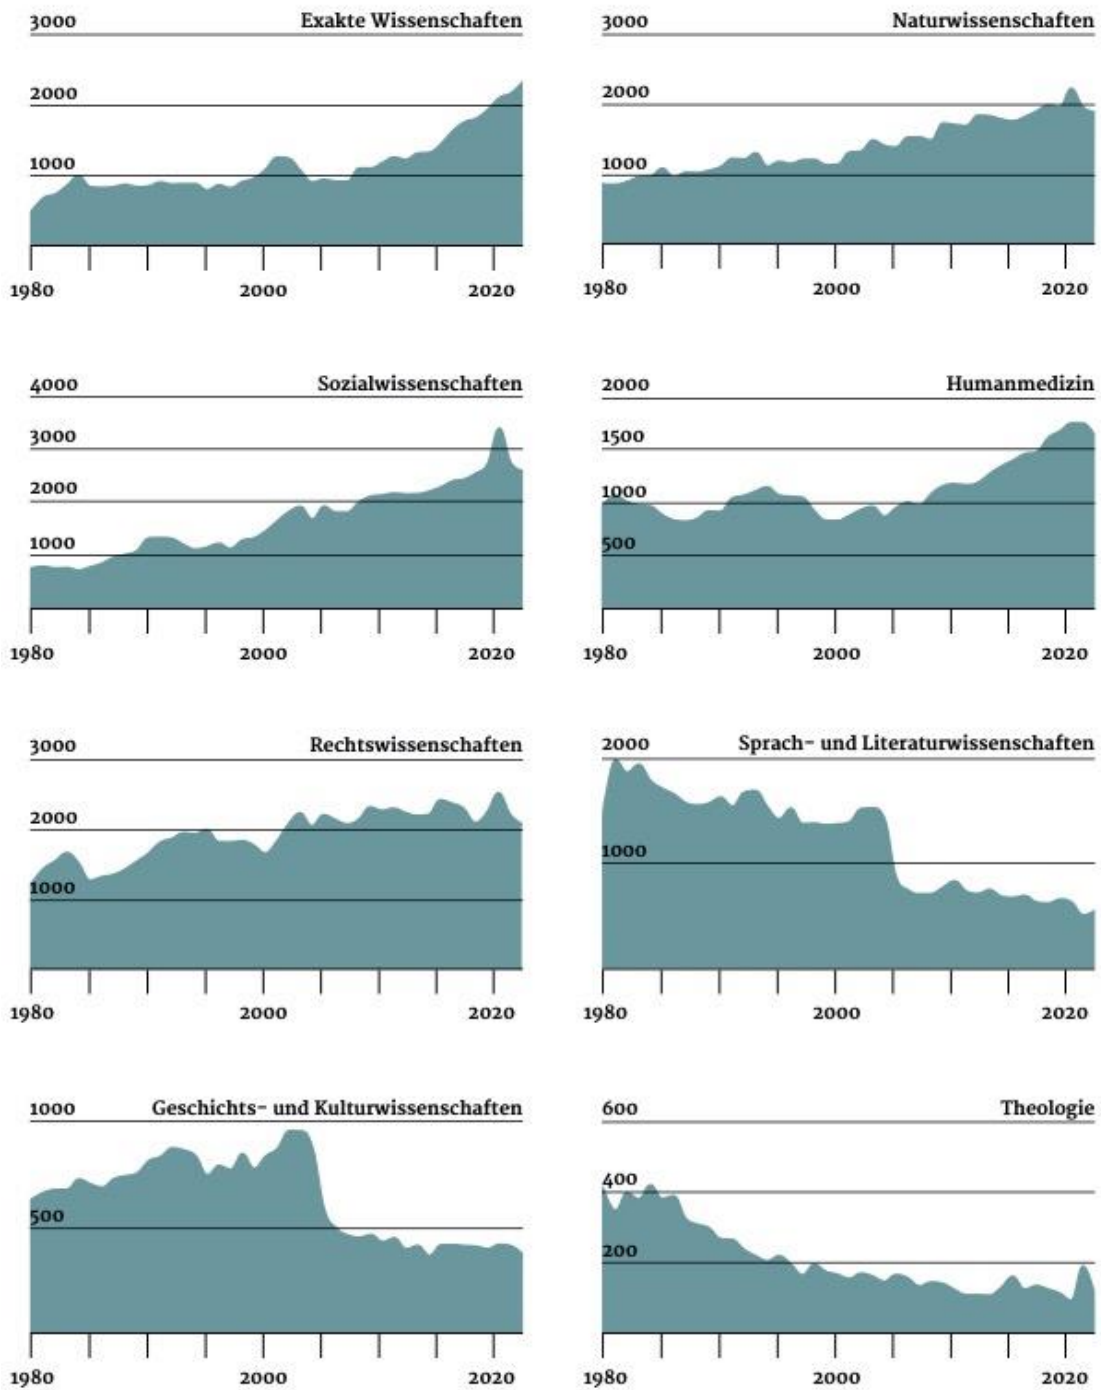 3000 Exakte Wissenschaften
2000
1000
1980 2000 2020
3000 Naturwissenschaften
2000
1000
1980 2000 2020
4000 Sozialwissenschaften
3000
2000
1000
1980 2000 2020
2000 Humanmedizin
1500
1000
500
1980 2000 2020
3000 Rechtswissenschaften
2000
1000
1980 2000 2020
2000 Sprach- und Literaturwissenschaften
1000
1980 2000 2020
1000 Geschichts- und Kulturwissenschaften
500
1980 2000 2020
600 Theologie
400
200
1980 2000 2020